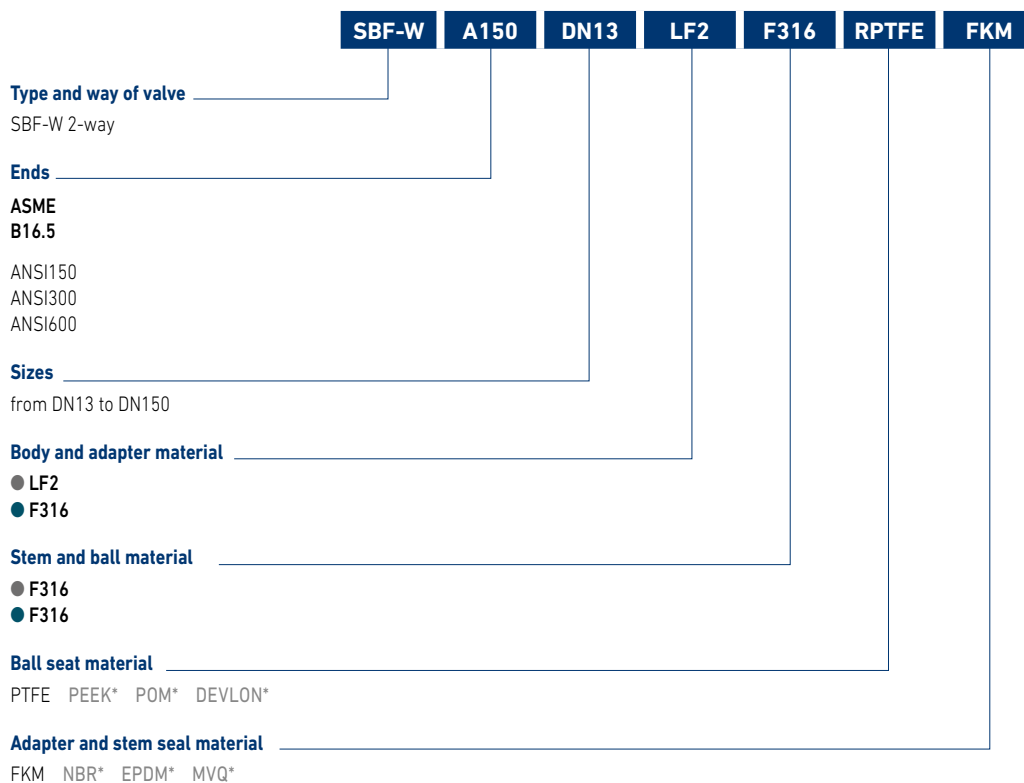 SBF-W A150 DN13 LF2 F316 RPTFE FKM
Type and way of valve
SBF-W 2-way
Ends
ASME
B16.5
ANSI150
ANSI300
ANSI600
Sizes
from DN13 to DN150
Body and adapter material
LF2
F316
Stem and ball material
F316
F316
Ball seat material
PTFE PEEK* POM* DEVLON*
Adapter and stem seal material
FKM NBR* EPDM* MVQ*